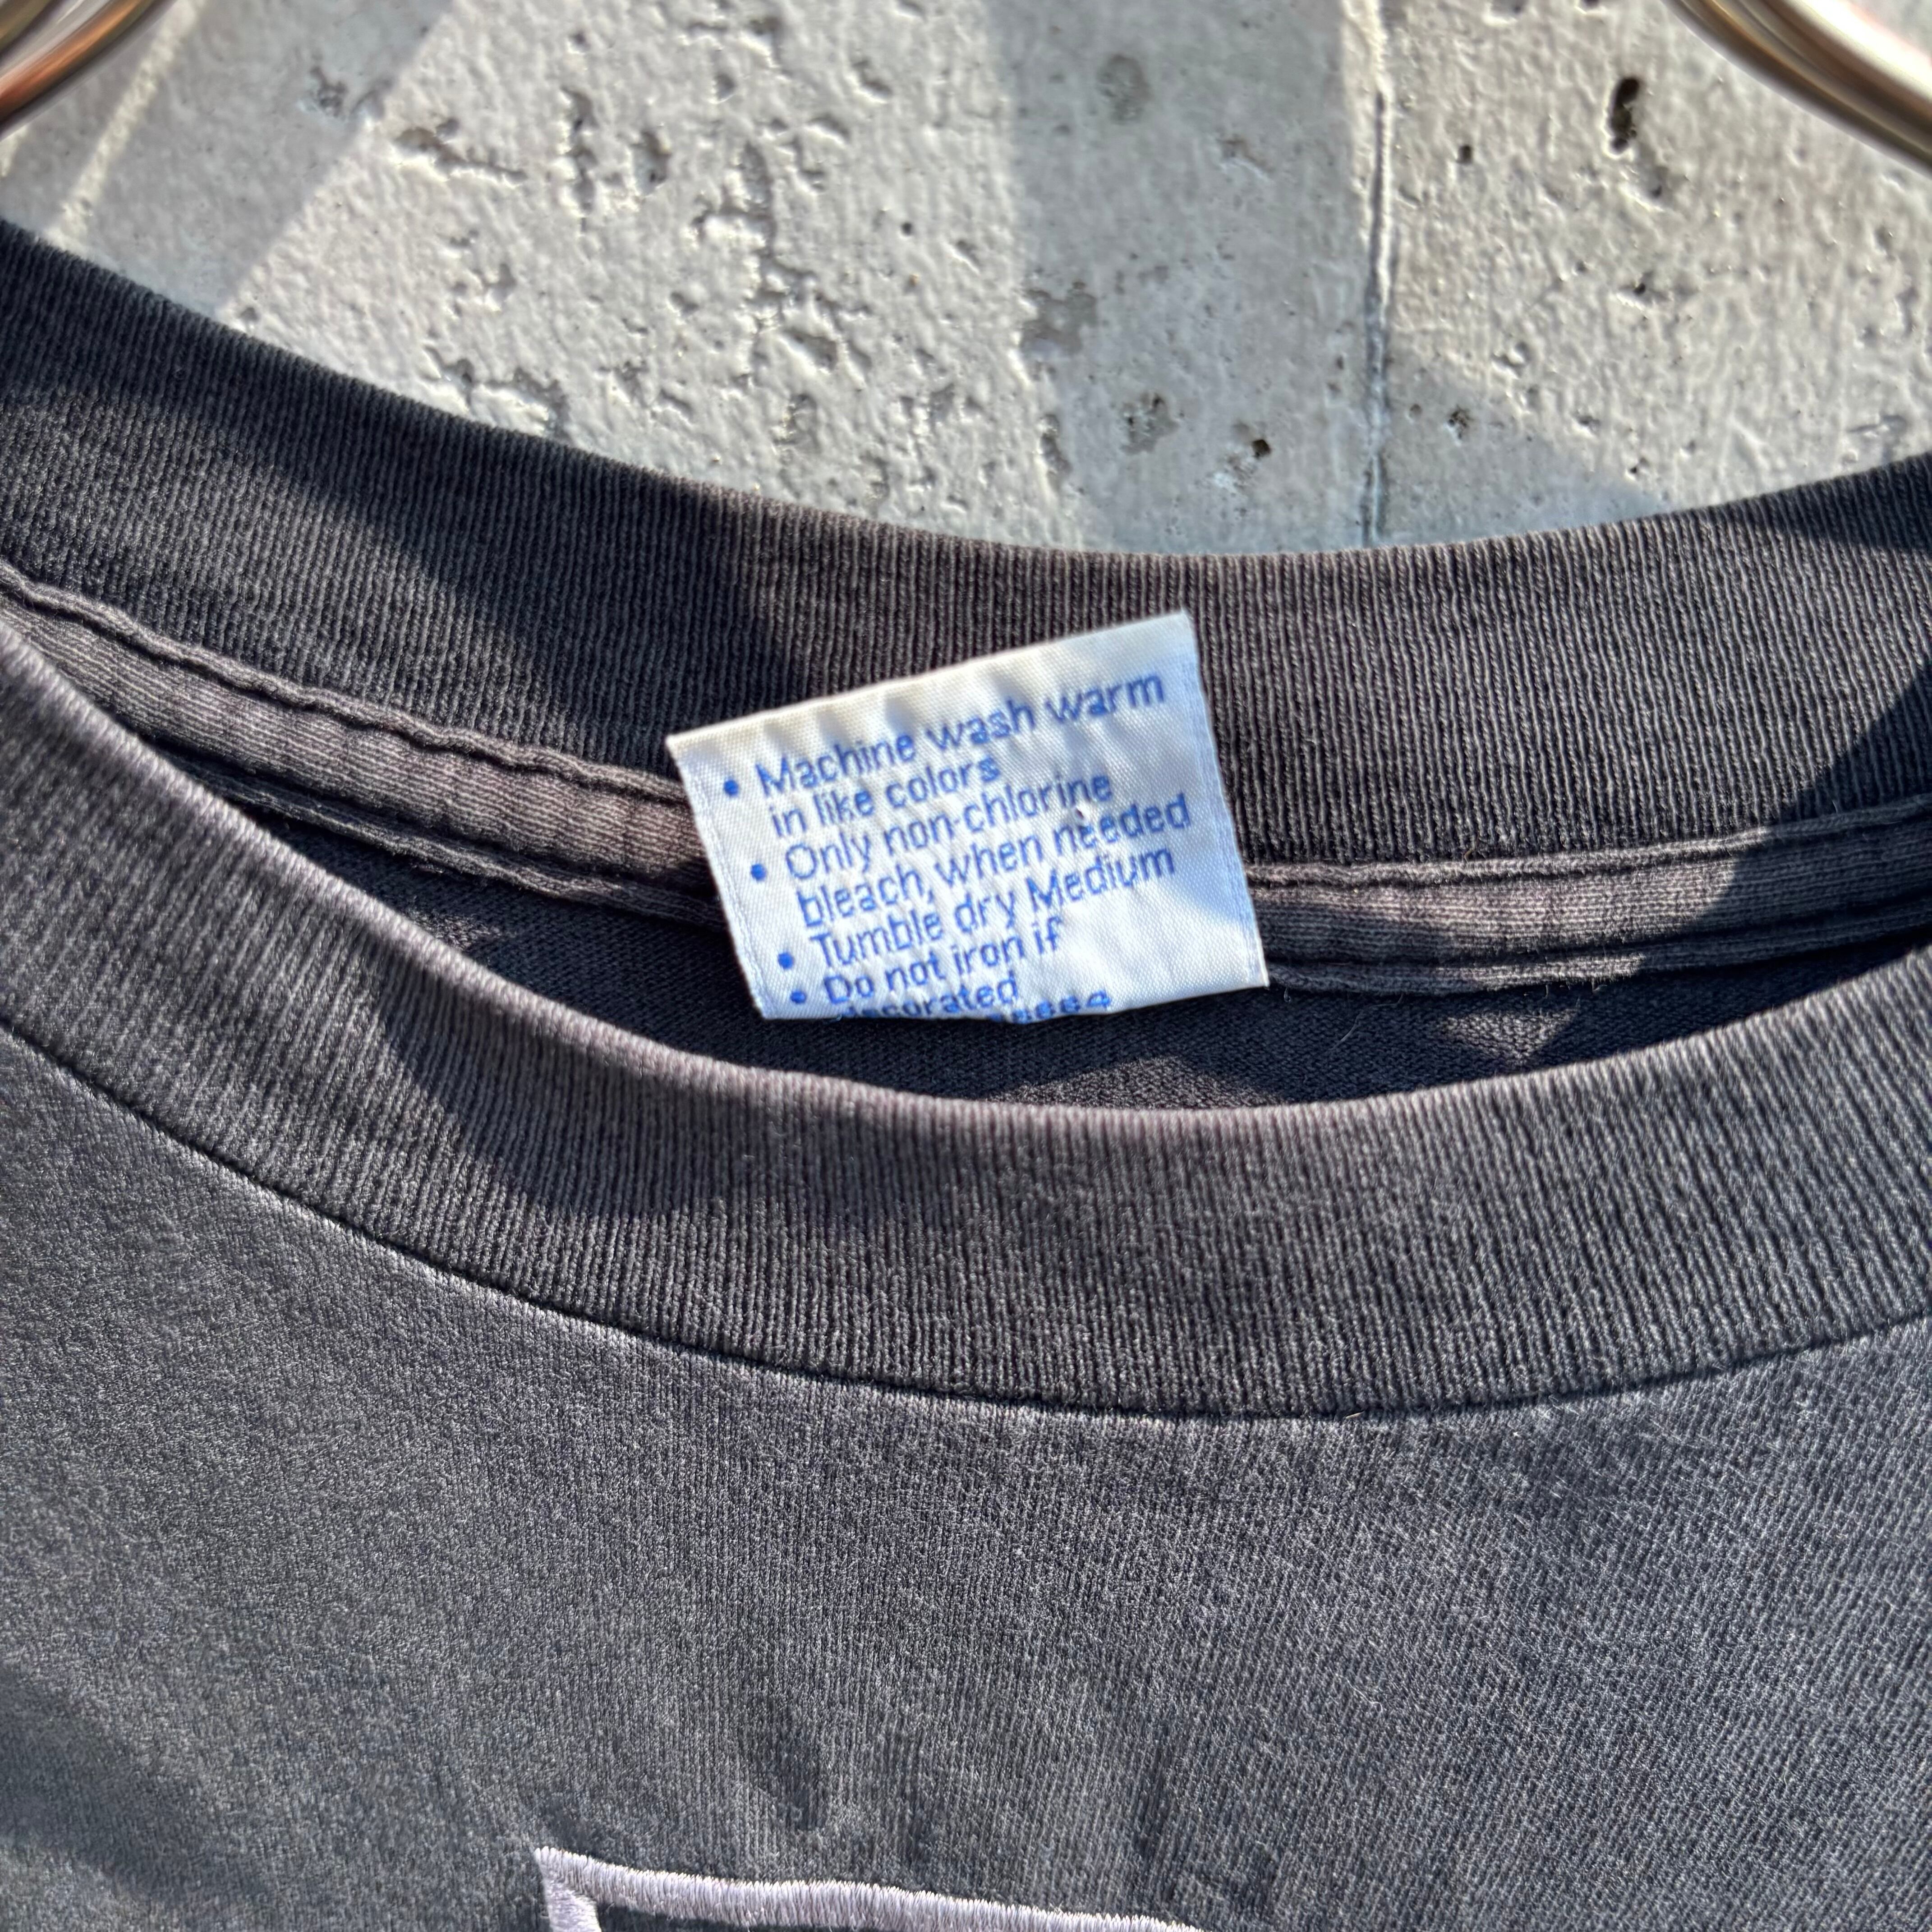 • Machine wash warm
in like colors
• Only non-chlorine
bleach, when needed
• Tumble dry Medium
• Do not iron if
decorated